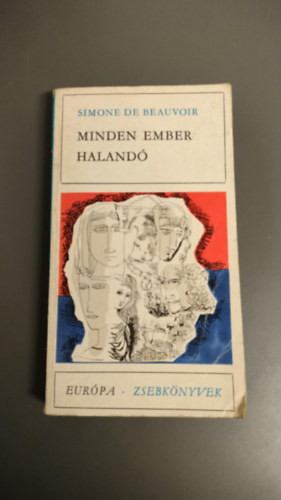 SIMONE DE BEAUVOIR
MINDEN EMBER
HALANDÓ
EURÓPA · ZSEBKÖNYVEK